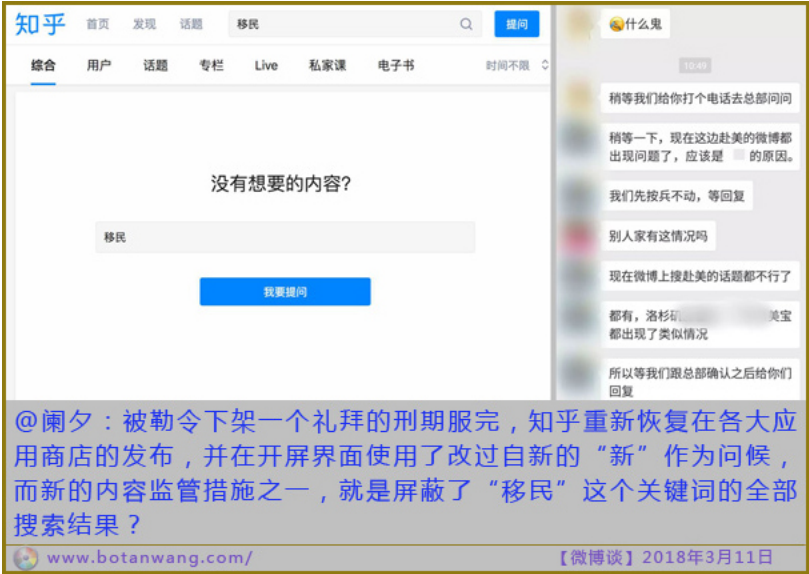 知乎 首页 发现 话题 移民 提问
综合 用户 话题 专栏 Live 私家课 电子书 时间不限
没有想要的内容?
移民
我要提问
什么鬼
10:49
稍等我们给你打个电话去总部问问
稍等一下，现在这边赴美的微博都
出现问题了，应该是 的原因。
我们先按兵不动，等回复
别人家有这情况吗
现在微博上搜赴美的话题都不行了
都有，洛杉矶 美宝
都出现了类似情况
所以等我们跟总部确认之后给你们
回复
@阑夕：被勒令下架一个礼拜的刑期服完，知乎重新恢复在各大应
用商店的发布，并在开屏界面使用了改过自新的“新”作为问候，
而新的内容监管措施之一，就是屏蔽了“移民”这个关键词的全部
搜索结果？
www.botanwang.com/ 【微博谈】2018年3月11日